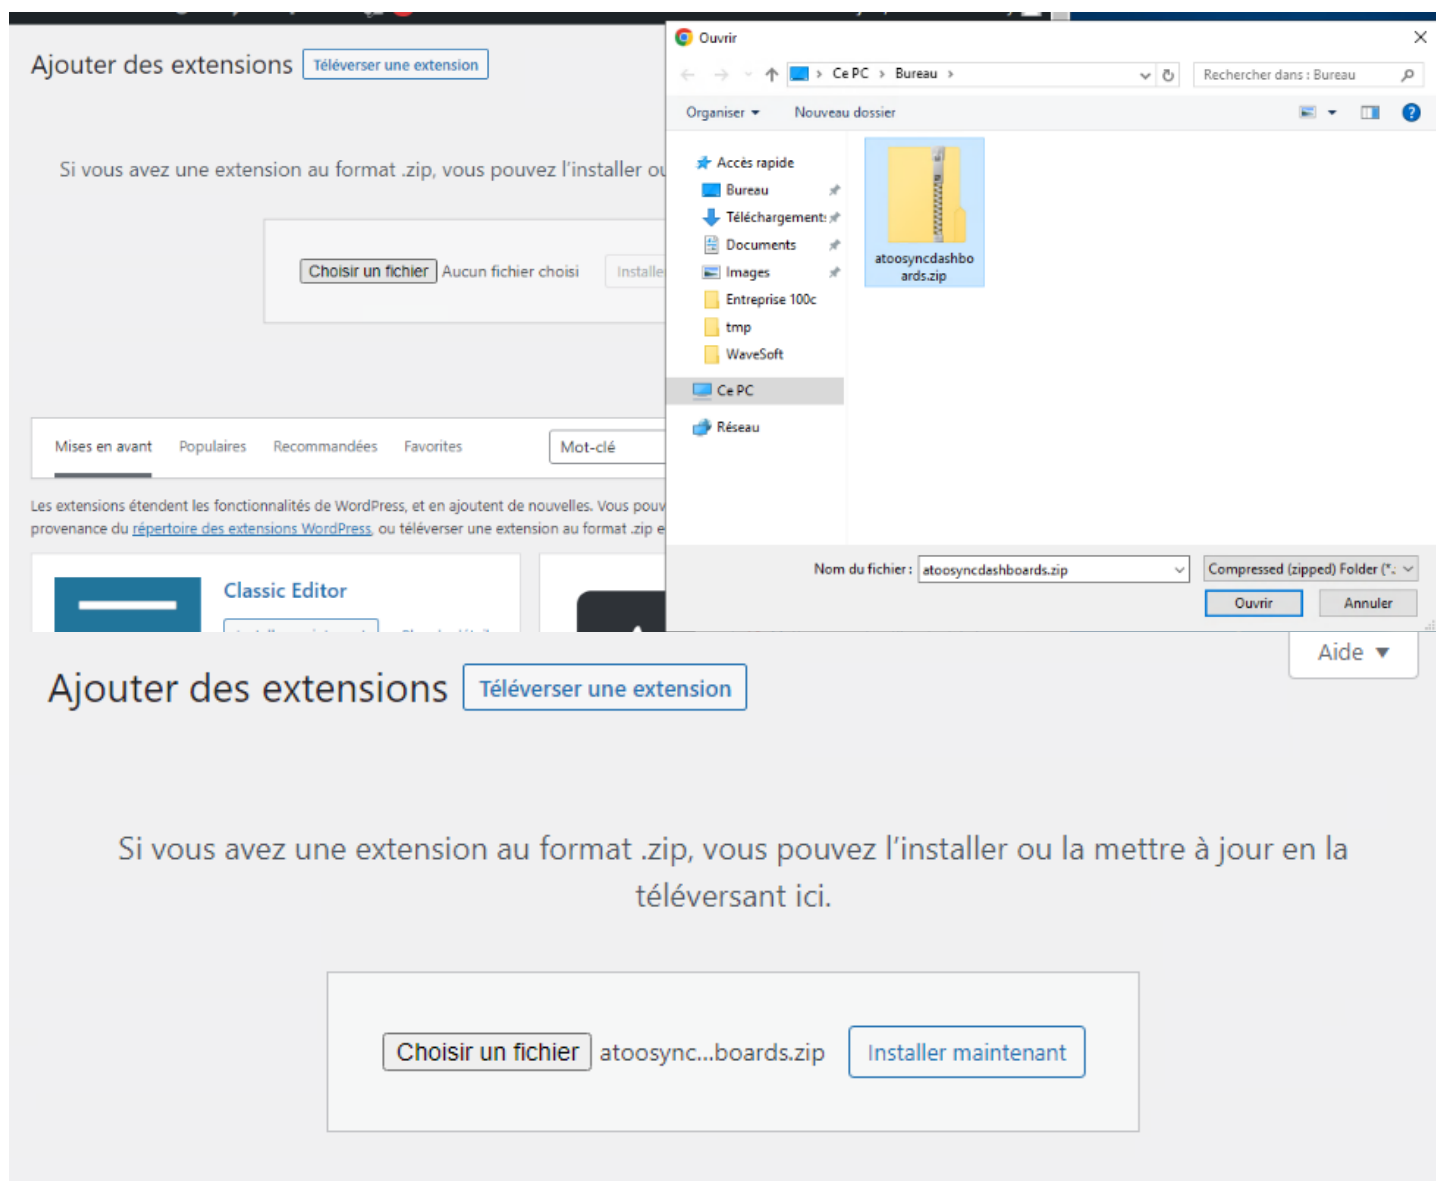 Ajouter des extensions Téléverser une extension
Si vous avez une extension au format .zip, vous pouvez l'installer ou
Choisir un fichier Aucun fichier choisi Installe
Mises en avant Populaires Recommandées Favorites Mot-clé
Les extensions étendent les fonctionnalités de WordPress, et en ajoutent de nouvelles. Vous pouv
provenance du répertoire des extensions WordPress, ou téléverser une extension au format .zip e
Classic Editor
Ouvrir
Ce PC > Bureau >
Rechercher dans : Bureau
Organiser Nouveau dossier
Accès rapide
Bureau
Téléchargement:
Documents
Images
Entreprise 100c
tmp
WaveSoft
Ce PC
Réseau
atoosyncdashbo
ards.zip
Nom du fichier : atoosyncdashboards.zip Compressed (zipped) Folder (*.
Ouvrir Annuler
Aide ▼
Ajouter des extensions Téléverser une extension
Si vous avez une extension au format .zip, vous pouvez l'installer ou la mettre à jour en la
téléversant ici.
Choisir un fichier atoosync...boards.zip Installer maintenant